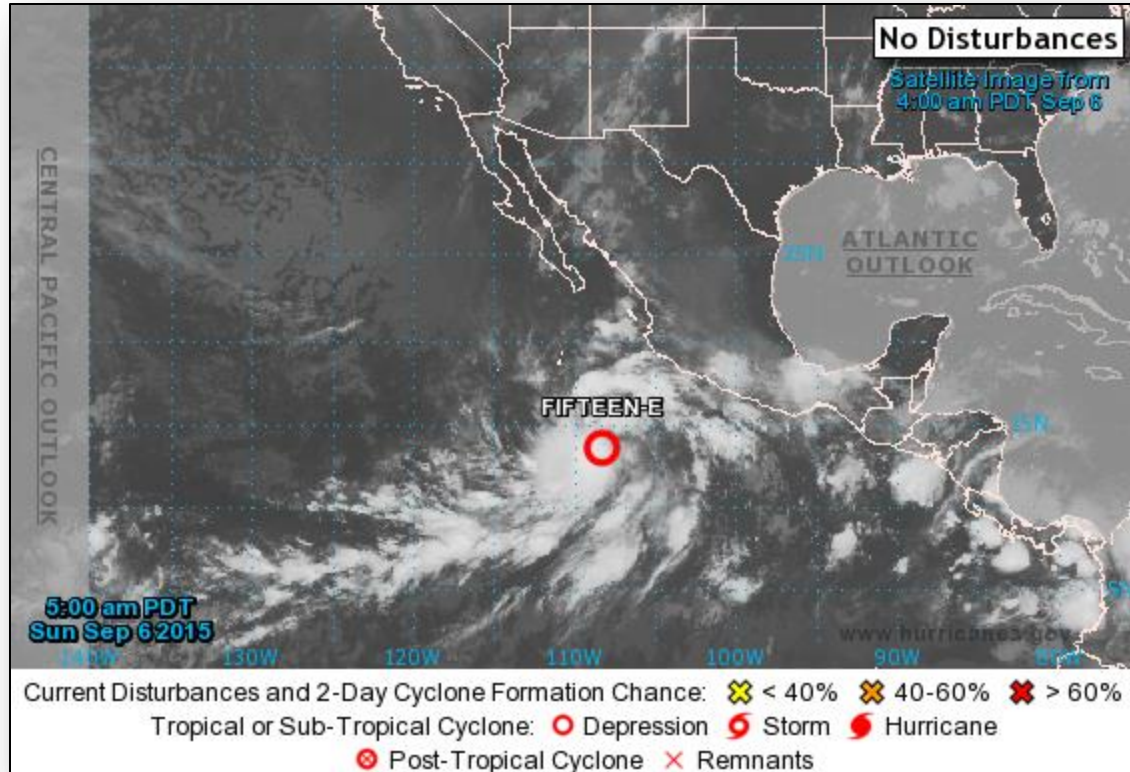 No Disturbances
Satellite Image from
4:00 am PDT Sep 6
CENTRAL PACIFIC OUTLOOK
ATLANTIC
OUTLOOK
25N
FIFTEEN-E
15N
5N
5:00 am PDT
Sun Sep 6 2015
www.hurricanes.gov
140W 130W 120W 110W 100W 90W 80W
Current Disturbances and 2-Day Cyclone Formation Chance: < 40% 40-60% > 60%
Tropical or Sub-Tropical Cyclone: Depression Storm Hurricane
Post-Tropical Cyclone Remnants